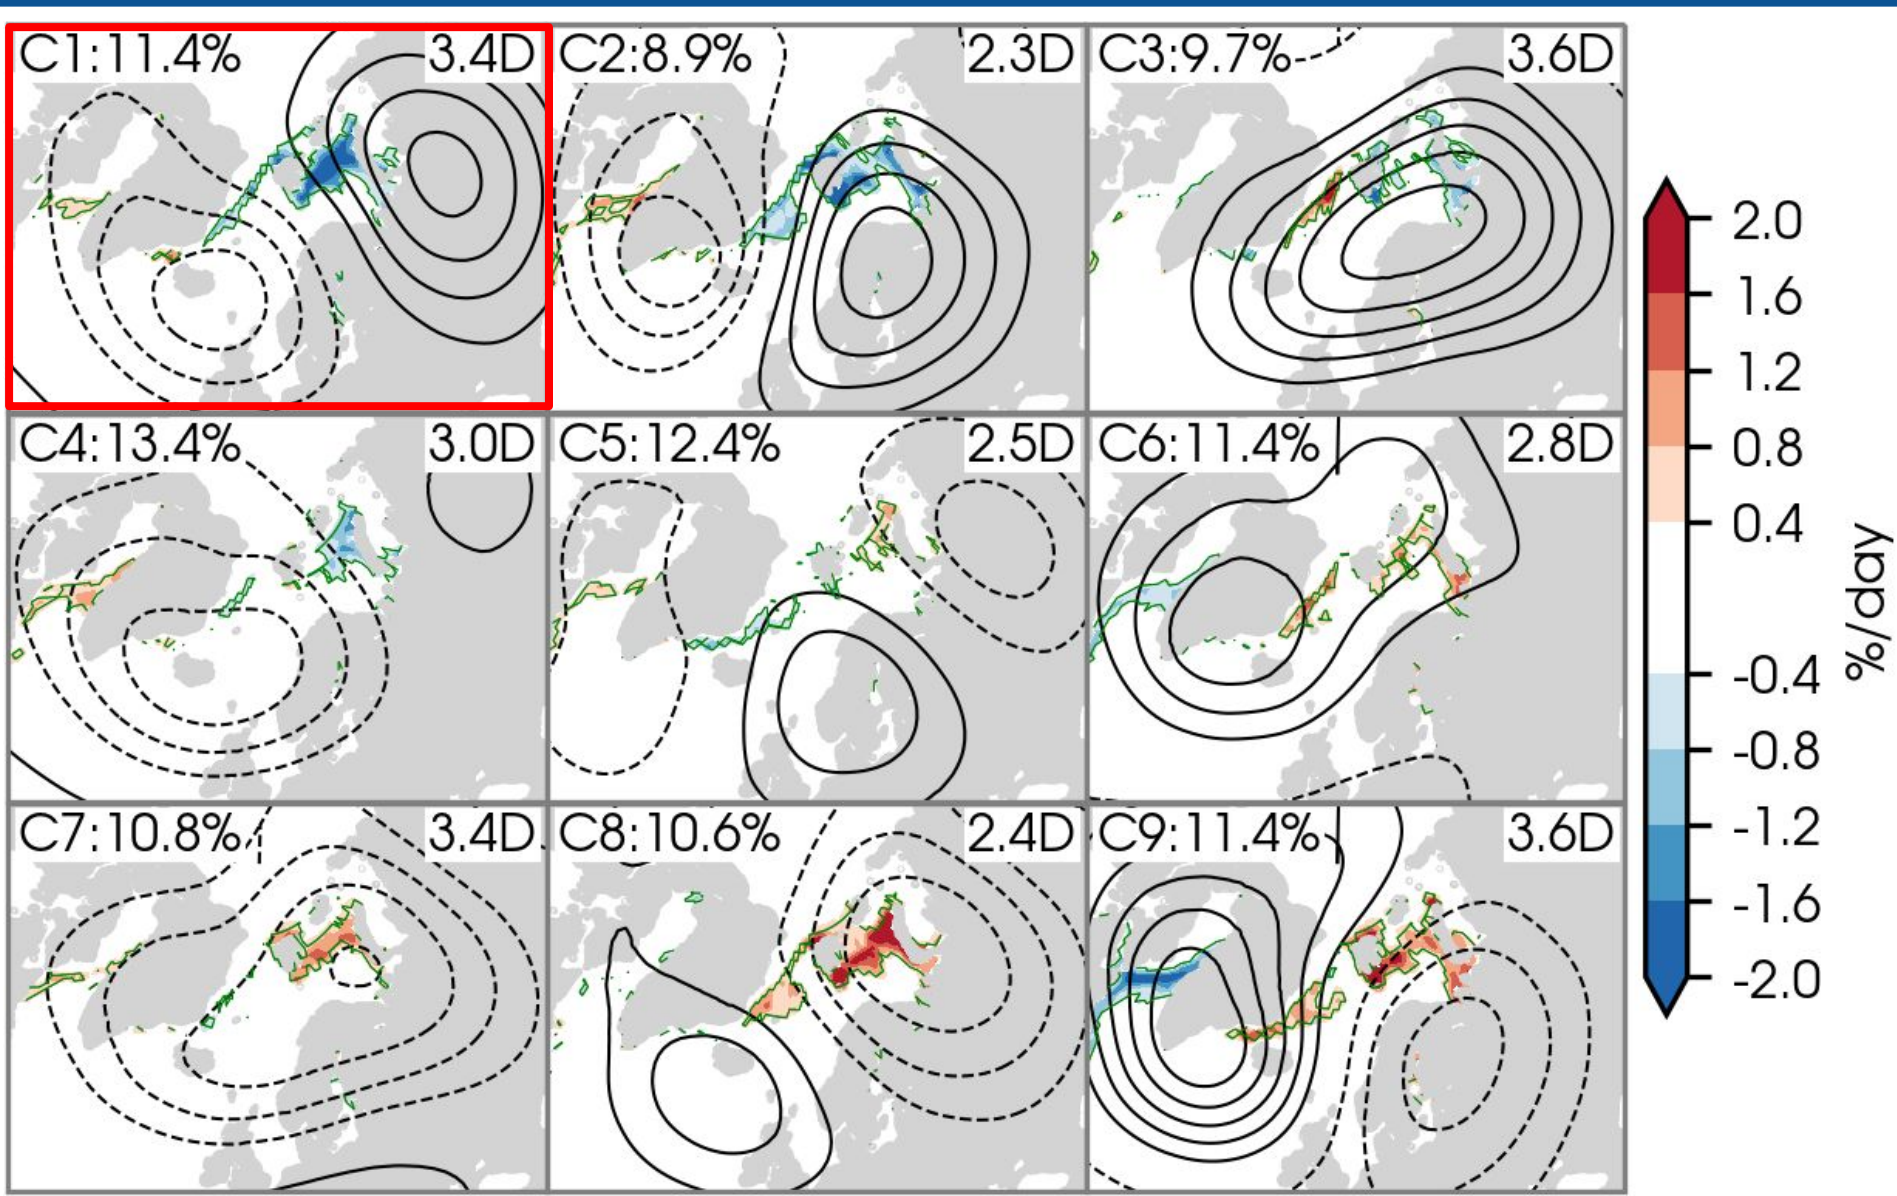 C1:11.4% 3.4D
C2:8.9% 2.3D
C3:9.7% 3.6D
C4:13.4% 3.0D
C5:12.4% 2.5D
C6:11.4% 2.8D
C7:10.8% 3.4D
C8:10.6% 2.4D
C9:11.4% 3.6D
2.0
1.6
1.2
0.8
0.4
-0.4
-0.8
-1.2
-1.6
-2.0
%/day